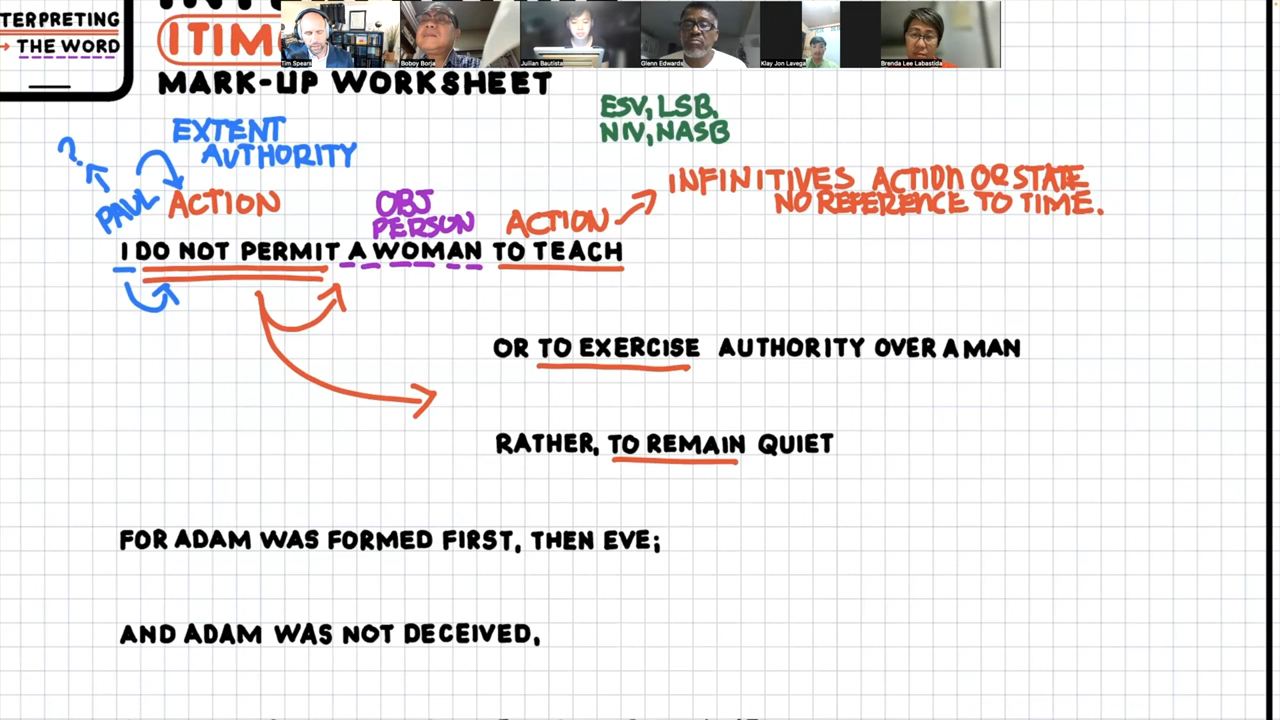 TERPRETING
THE WORD
1TIM
Tim Spears
Boboy Borja
Jullian Bautista
Glenn Edwards
Klay Jon Lavega
Brenda Lee Labastida
MARK-UP WORKSHEET
ESV, LSB,
NIV, NASB
?
EXTENT
AUTHORITY
PAUL
ACTION
OBJ
PERSON
ACTION
INFINITIVES ACTION OR STATE
NO REFERENCE TO TIME.
I DO NOT PERMIT A WOMAN TO TEACH
OR TO EXERCISE AUTHORITY OVER A MAN
RATHER, TO REMAIN QUIET
FOR ADAM WAS FORMED FIRST, THEN EVE;
AND ADAM WAS NOT DECEIVED,